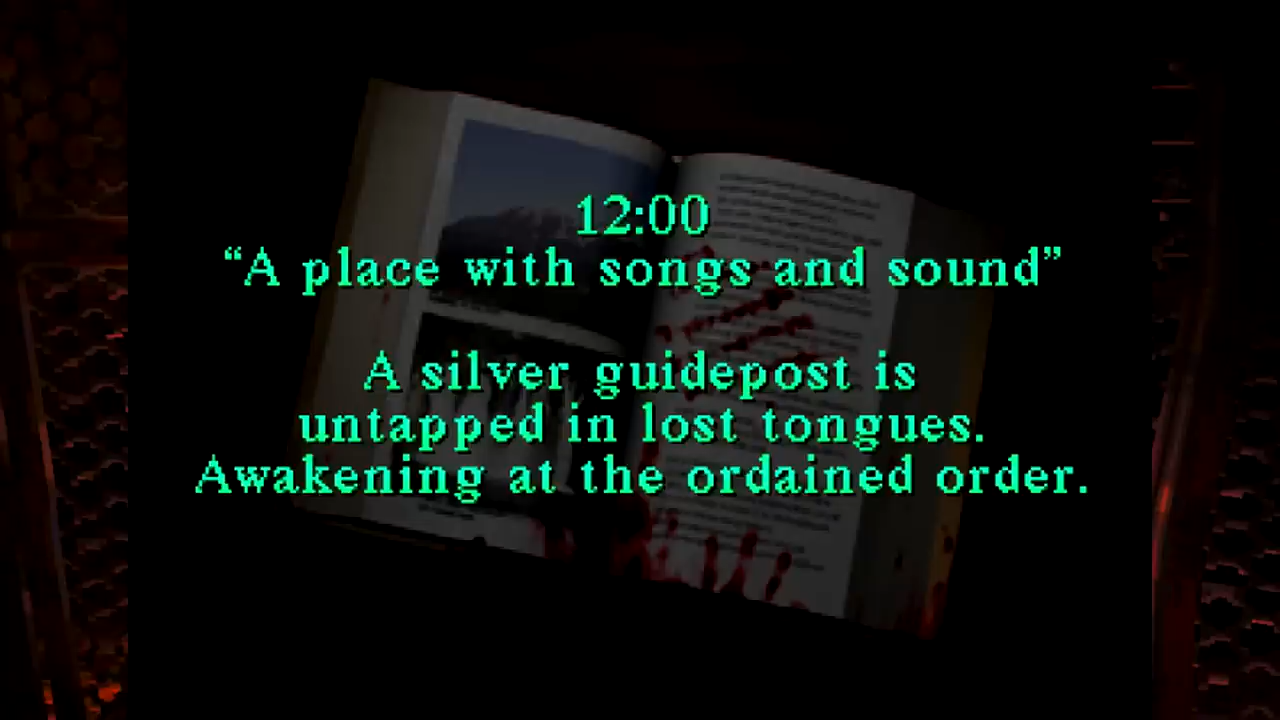 12:00
“A place with songs and sound”
A silver guidepost is
untapped in lost tongues.
Awakening at the ordained order.